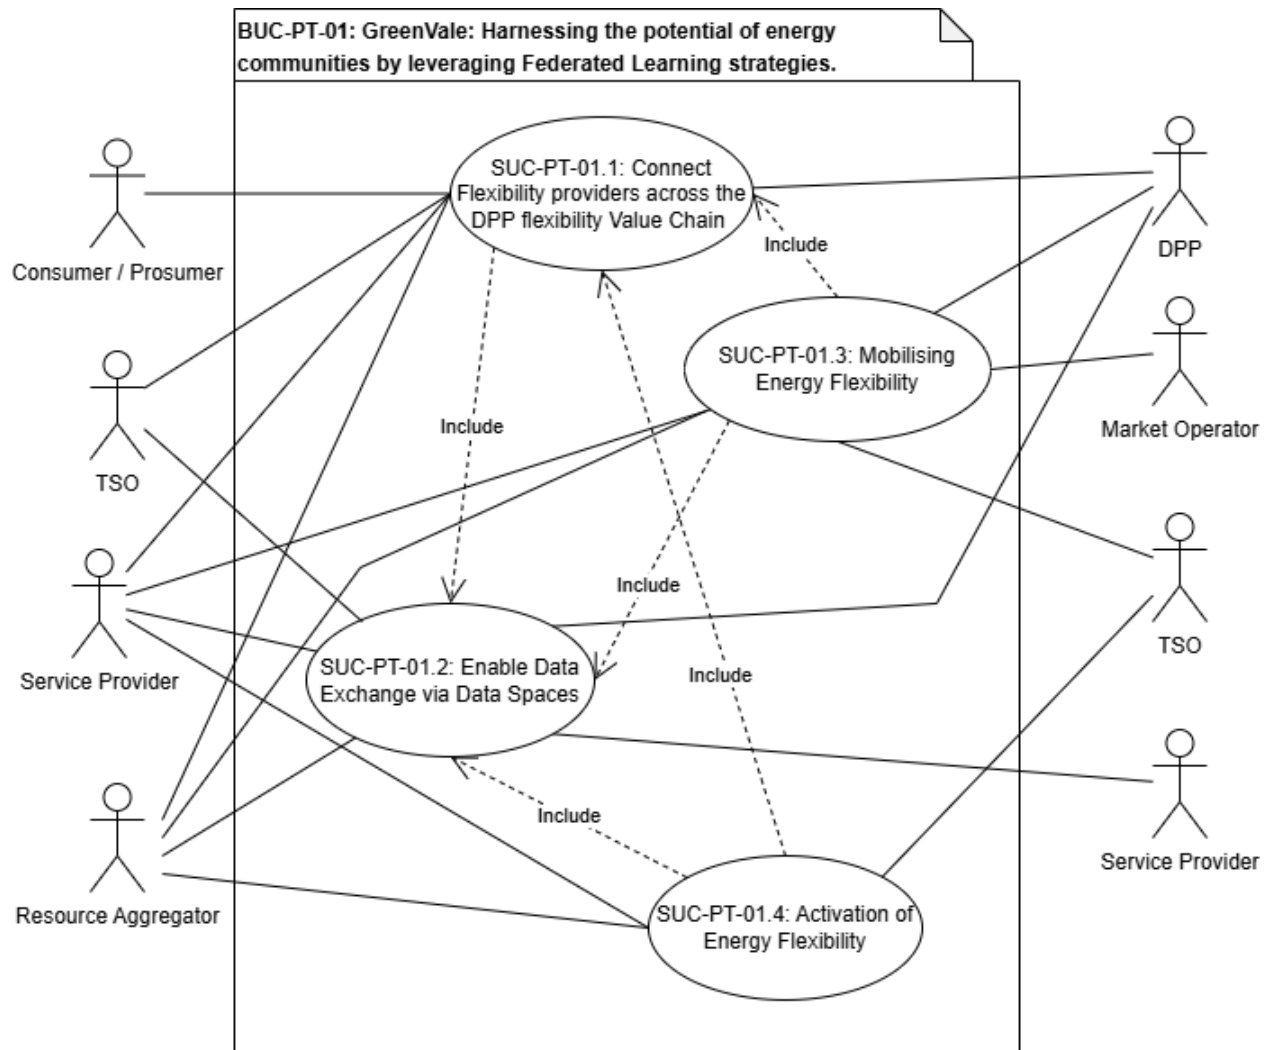 BUC-PT-01: GreenVale: Harnessing the potential of energy
communities by leveraging Federated Learning strategies.
SUC-PT-01.1: Connect
Flexibility providers across the
DPP flexibility Value Chain
Include
Consumer / Prosumer
DPP
SUC-PT-01.3: Mobilising
Energy Flexibility
Market Operator
Include
TSO
Include
TSO
Service Provider
SUC-PT-01.2: Enable Data
Exchange via Data Spaces
Include
Include
Service Provider
Resource Aggregator
SUC-PT-01.4: Activation of
Energy Flexibility